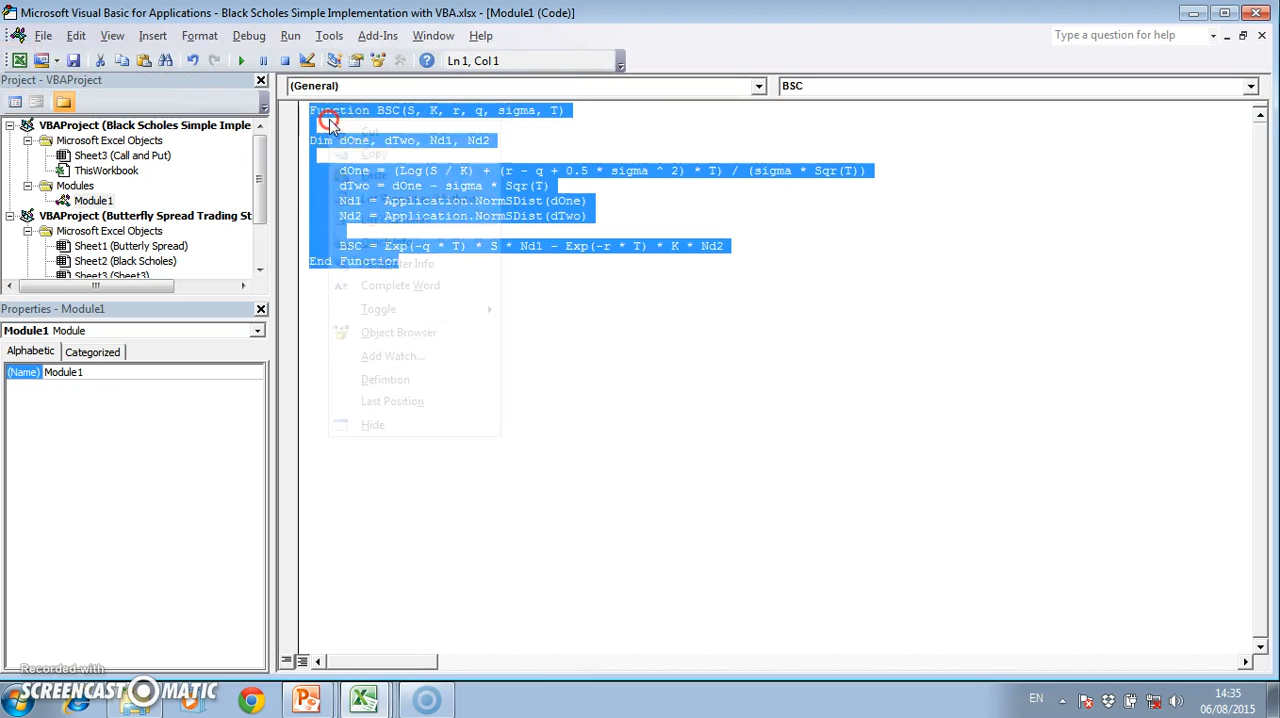 Microsoft Visual Basic for Applications - Black Scholes Simple Implementation with VBA.xlsx - [Module1 (Code)]
File Edit View Insert Format Debug Run Tools Add-Ins Window Help
Type a question for help
Ln 1, Col 1
Project - VBAProject
(General)
BSC
VBAProject (Black Scholes Simple Imple
Microsoft Excel Objects
Sheet3 (Call and Put)
ThisWorkbook
Modules
Module1
VBAProject (Butterfly Spread Trading St
Microsoft Excel Objects
Sheet1 (Butterfly Spread)
Sheet2 (Black Scholes)
Sheet3 (Sheet3)
Properties - Module1
Module1 Module
Alphabetic Categorized
(Name) Module1
Function BSC(S, K, r, q, sigma, T)
Dim dOne, dTwo, Nd1, Nd2
dOne = (Log(S / K) + (r - q + 0.5 * sigma ^ 2) * T) / (sigma * Sqr(T))
dTwo = dOne - sigma * Sqr(T)
Nd1 = Application.NormSDist(dOne)
Nd2 = Application.NormSDist(dTwo)
BSC = Exp(-q * T) * S * Nd1 - Exp(-r * T) * K * Nd2
End Function
Cut
Copy
Paste
Info
Complete Word
Toggle
Object Browser
Add Watch...
Definition
Last Position
Hide
Recorded with
SCREENCAST-O-MATIC
EN
14:35
06/08/2015